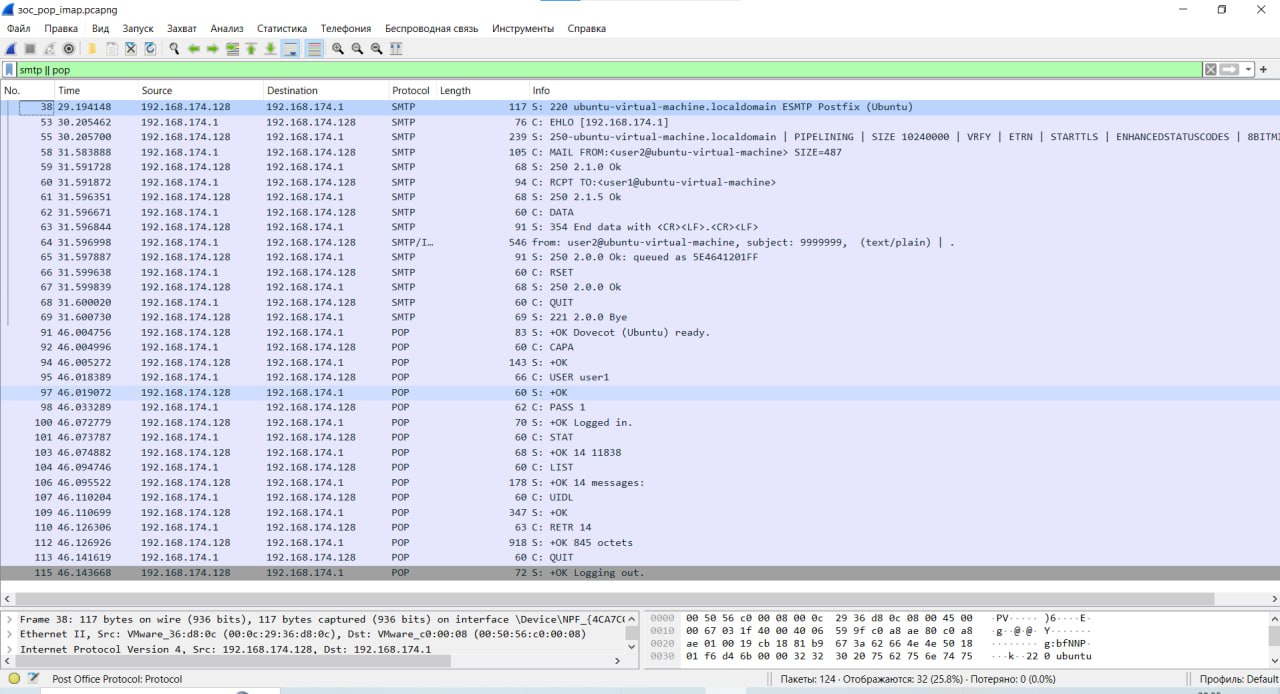 зос_pop_imap.pcapng
Файл Правка Вид Запуск Захват Анализ Статистика Телефония Беспроводная связь Инструменты Справка
smtp || pop
No. Time Source Destination Protocol Length Info
38 29.194148 192.168.174.128 192.168.174.1 SMTP 117 S: 220 ubuntu-virtual-machine.localdomain ESMTP Postfix (Ubuntu)
53 30.205462 192.168.174.1 192.168.174.128 SMTP 76 C: EHLO [192.168.174.1]
55 30.205700 192.168.174.128 192.168.174.1 SMTP 239 S: 250-ubuntu-virtual-machine.localdomain | PIPELINING | SIZE 10240000 | VRFY | ETRN | STARTTLS | ENHANCEDSTATUSCODES | 8BITMI
58 31.583888 192.168.174.1 192.168.174.128 SMTP 105 C: MAIL FROM:<user2@ubuntu-virtual-machine> SIZE=487
59 31.591728 192.168.174.128 192.168.174.1 SMTP 68 S: 250 2.1.0 Ok
60 31.591872 192.168.174.1 192.168.174.128 SMTP 94 C: RCPT TO:<user1@ubuntu-virtual-machine>
61 31.596351 192.168.174.128 192.168.174.1 SMTP 68 S: 250 2.1.5 Ok
62 31.596671 192.168.174.1 192.168.174.128 SMTP 60 C: DATA
63 31.596844 192.168.174.128 192.168.174.1 SMTP 91 S: 354 End data with <CR><LF>.<CR><LF>
64 31.596998 192.168.174.1 192.168.174.128 SMTP/I… 546 from: user2@ubuntu-virtual-machine, subject: 9999999, (text/plain) | .
65 31.597887 192.168.174.128 192.168.174.1 SMTP 91 S: 250 2.0.0 Ok: queued as 5E4641201FF
66 31.599638 192.168.174.1 192.168.174.128 SMTP 60 C: RSET
67 31.599839 192.168.174.128 192.168.174.1 SMTP 68 S: 250 2.0.0 Ok
68 31.600020 192.168.174.1 192.168.174.128 SMTP 60 C: QUIT
69 31.600730 192.168.174.128 192.168.174.1 SMTP 69 S: 221 2.0.0 Bye
91 46.004756 192.168.174.128 192.168.174.1 POP 83 S: +OK Dovecot (Ubuntu) ready.
92 46.004996 192.168.174.1 192.168.174.128 POP 60 C: CAPA
94 46.005272 192.168.174.128 192.168.174.1 POP 143 S: +OK
95 46.018389 192.168.174.1 192.168.174.128 POP 66 C: USER user1
97 46.019072 192.168.174.128 192.168.174.1 POP 60 S: +OK
98 46.033289 192.168.174.1 192.168.174.128 POP 62 C: PASS 1
100 46.072779 192.168.174.128 192.168.174.1 POP 70 S: +OK Logged in.
101 46.073787 192.168.174.1 192.168.174.128 POP 60 C: STAT
103 46.074882 192.168.174.128 192.168.174.1 POP 68 S: +OK 14 11838
104 46.094746 192.168.174.1 192.168.174.128 POP 60 C: LIST
106 46.095522 192.168.174.128 192.168.174.1 POP 178 S: +OK 14 messages:
107 46.110204 192.168.174.1 192.168.174.128 POP 60 C: UIDL
109 46.110699 192.168.174.128 192.168.174.1 POP 347 S: +OK
110 46.126306 192.168.174.1 192.168.174.128 POP 63 C: RETR 14
112 46.126926 192.168.174.128 192.168.174.1 POP 918 S: +OK 845 octets
113 46.141619 192.168.174.1 192.168.174.128 POP 60 C: QUIT
115 46.143668 192.168.174.128 192.168.174.1 POP 72 S: +OK Logging out.
Frame 38: 117 bytes on wire (936 bits), 117 bytes captured (936 bits) on interface \Device\NPF_{4CA7C
Ethernet II, Src: VMware_36:d8:0c (00:0c:29:36:d8:0c), Dst: VMware_c0:00:08 (00:50:56:c0:00:08)
Internet Protocol Version 4, Src: 192.168.174.128, Dst: 192.168.174.1
0000 00 50 56 c0 00 08 00 0c 29 36 d8 0c 08 00 45 00 ·PV····· )6····E·
0010 00 67 03 1f 40 00 40 06 59 9f c0 a8 ae 80 c0 a8 ·g··@·@· Y·······
0020 ae 01 00 19 cb 18 81 b9 67 3a 62 66 4e 4e 50 18 ········ g:bfNNP·
0030 01 f6 d4 6b 00 00 32 32 30 20 75 62 75 6e 74 75 ···k··22 0 ubuntu
Post Office Protocol: Protocol
Пакеты: 124 · Отображаются: 32 (25.8%) · Потеряно: 0 (0.0%)
Профиль: Default